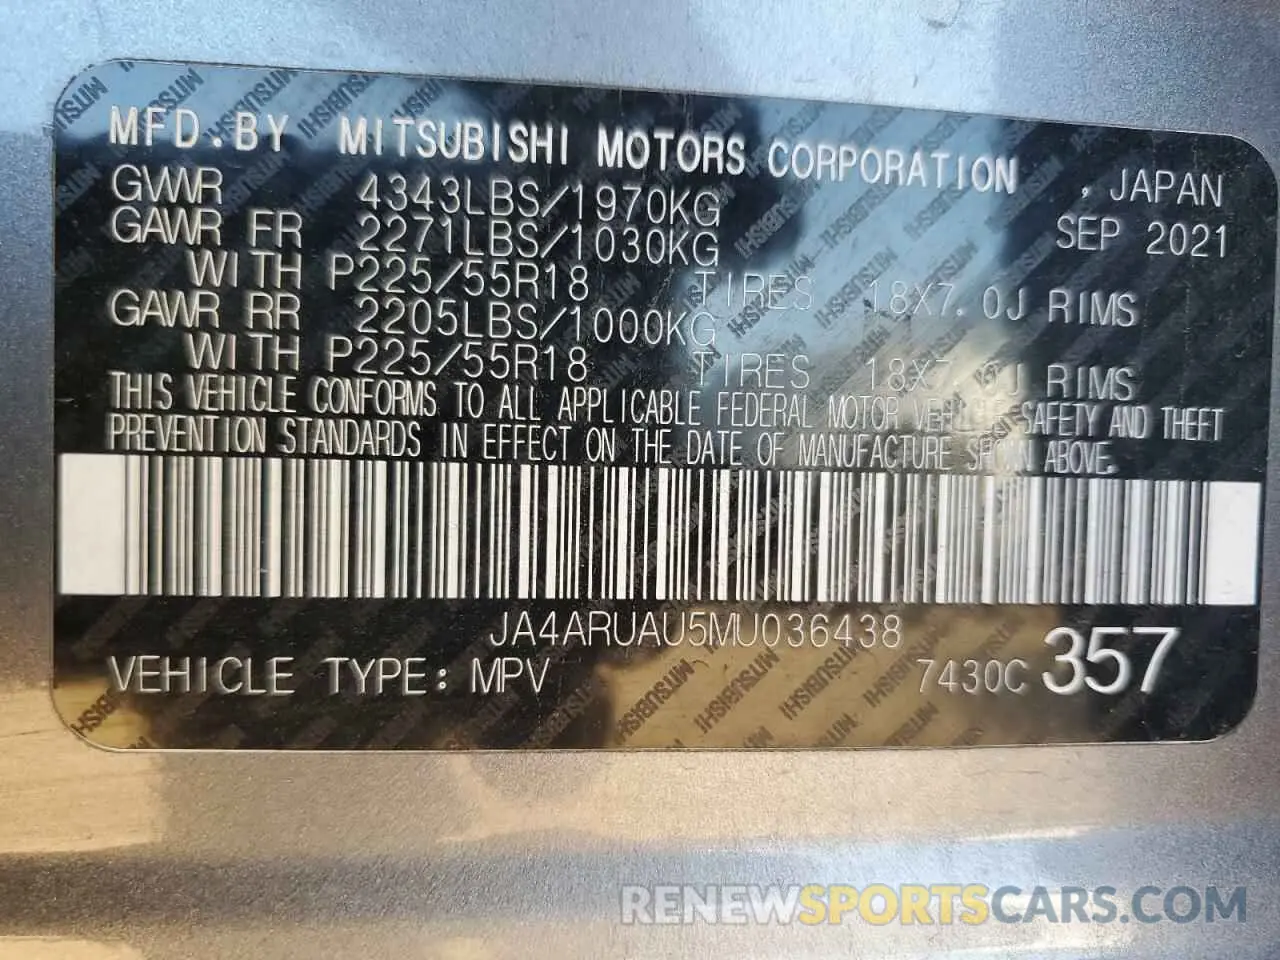 MFD.BY MITSUBISHI MOTORS CORPORATION , JAPAN
GVWR 4343LBS/1970KG SEP 2021
GAWR FR 2271LBS/1030KG
WITH P225/55R18 TIRES 18X7.0J RIMS
GAWR RR 2205LBS/1000KG
WITH P225/55R18 TIRES 18X7.0J RIMS
THIS VEHICLE CONFORMS TO ALL APPLICABLE FEDERAL MOTOR VEHICLE SAFETY AND THEFT
PREVENTION STANDARDS IN EFFECT ON THE DATE OF MANUFACTURE SHOWN ABOVE.
JA4ARUAU5MU036438
VEHICLE TYPE: MPV 7430C 357
RENEWSPORTSCARS.COM